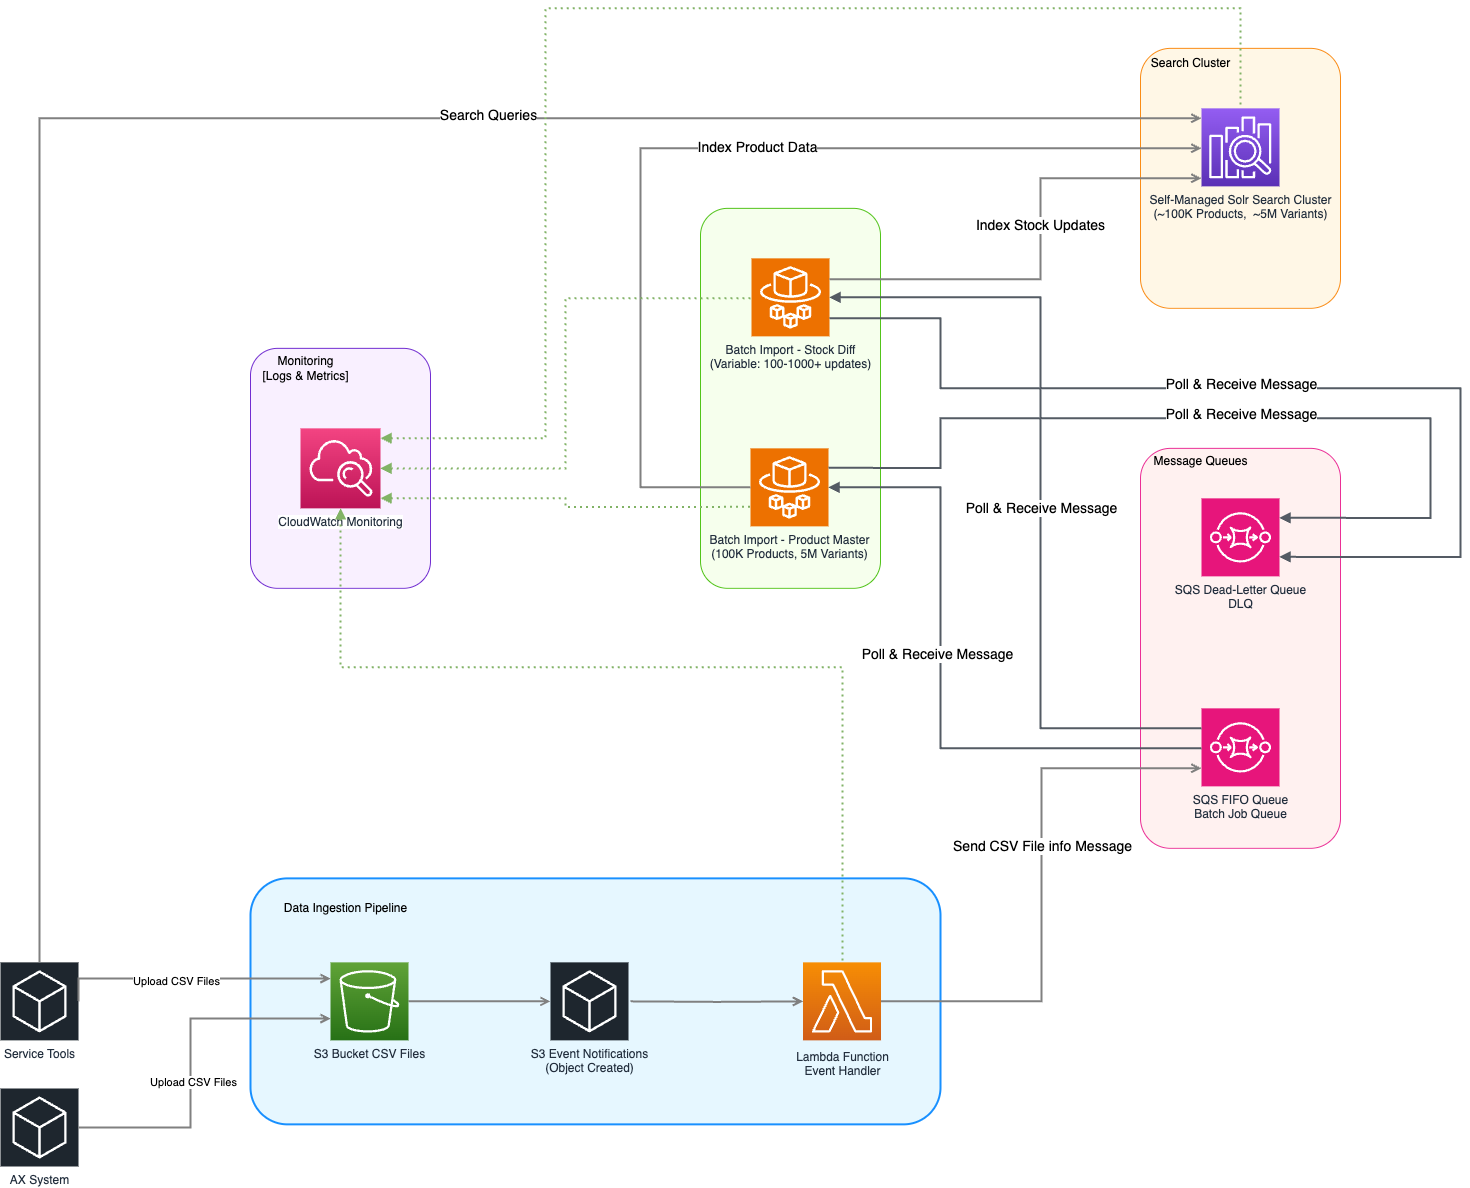 Search Cluster
Search Queries
Index Product Data
Self-Managed Solr Search Cluster
(~100K Products,  ~5M Variants)
Index Stock Updates
Batch Import - Stock Diff
(Variable: 100-1000+ updates)
Monitoring
[Logs & Metrics]
Poll & Receive Message
Poll & Receive Message
Message Queues
CloudWatch Monitoring
Poll & Receive Message
Batch Import - Product Master
(100K Products, 5M Variants)
SQS Dead-Letter Queue
DLQ
Poll & Receive Message
SQS FIFO Queue
Batch Job Queue
Send CSV File info Message
Data Ingestion Pipeline
Upload CSV Files
Service Tools
S3 Bucket CSV Files
S3 Event Notifications
(Object Created)
Lambda Function
Event Handler
Upload CSV Files
AX System